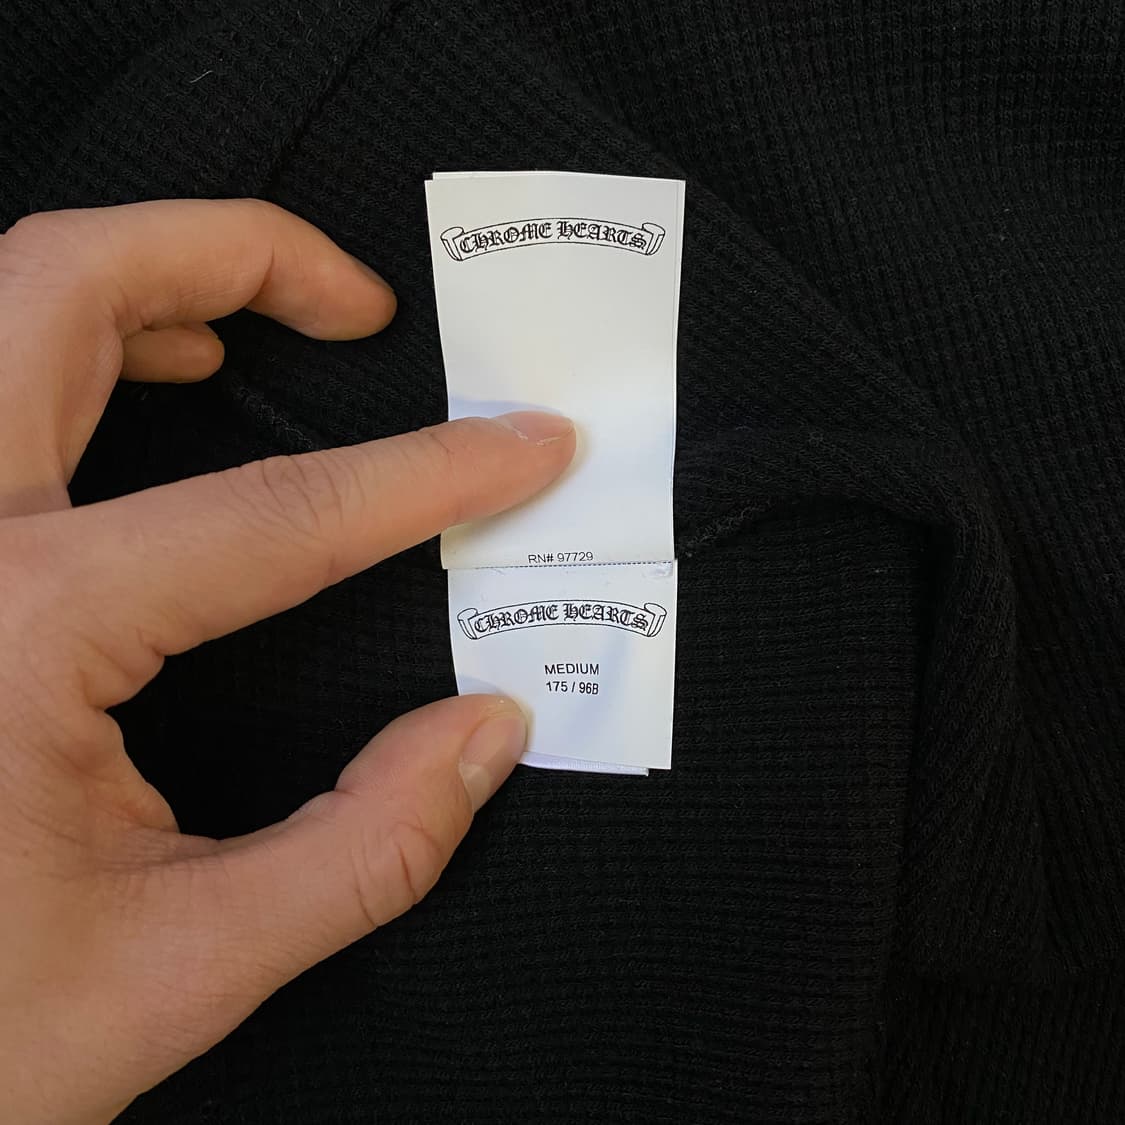 CHROME HEARTS
RN# 97729
CHROME HEARTS
MEDIUM
175 / 96B